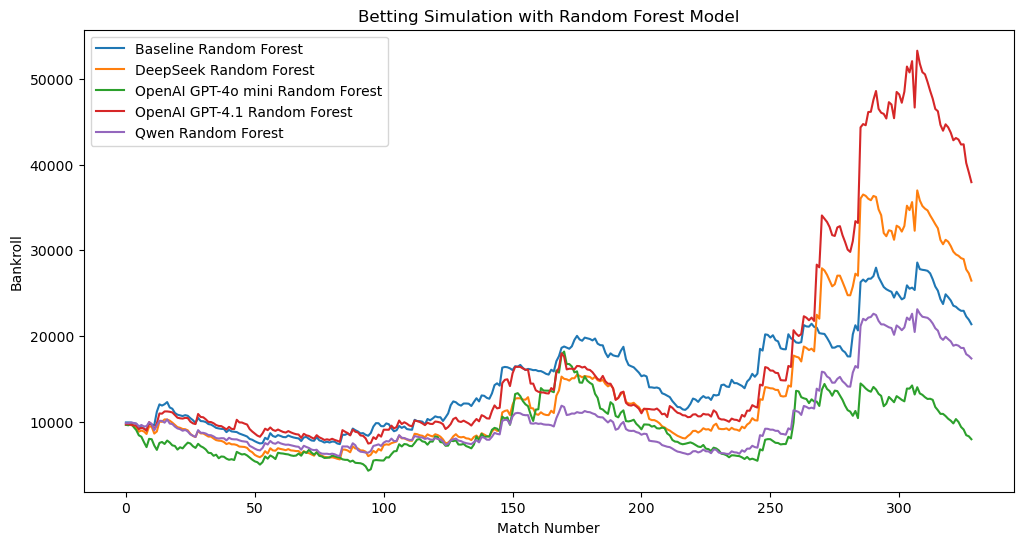 Betting Simulation with Random Forest Model
Baseline Random Forest
DeepSeek Random Forest
OpenAI GPT-4o mini Random Forest
OpenAI GPT-4.1 Random Forest
Qwen Random Forest
50000
40000
30000
20000
10000
Bankroll
0
50
100
150
200
250
300
Match Number